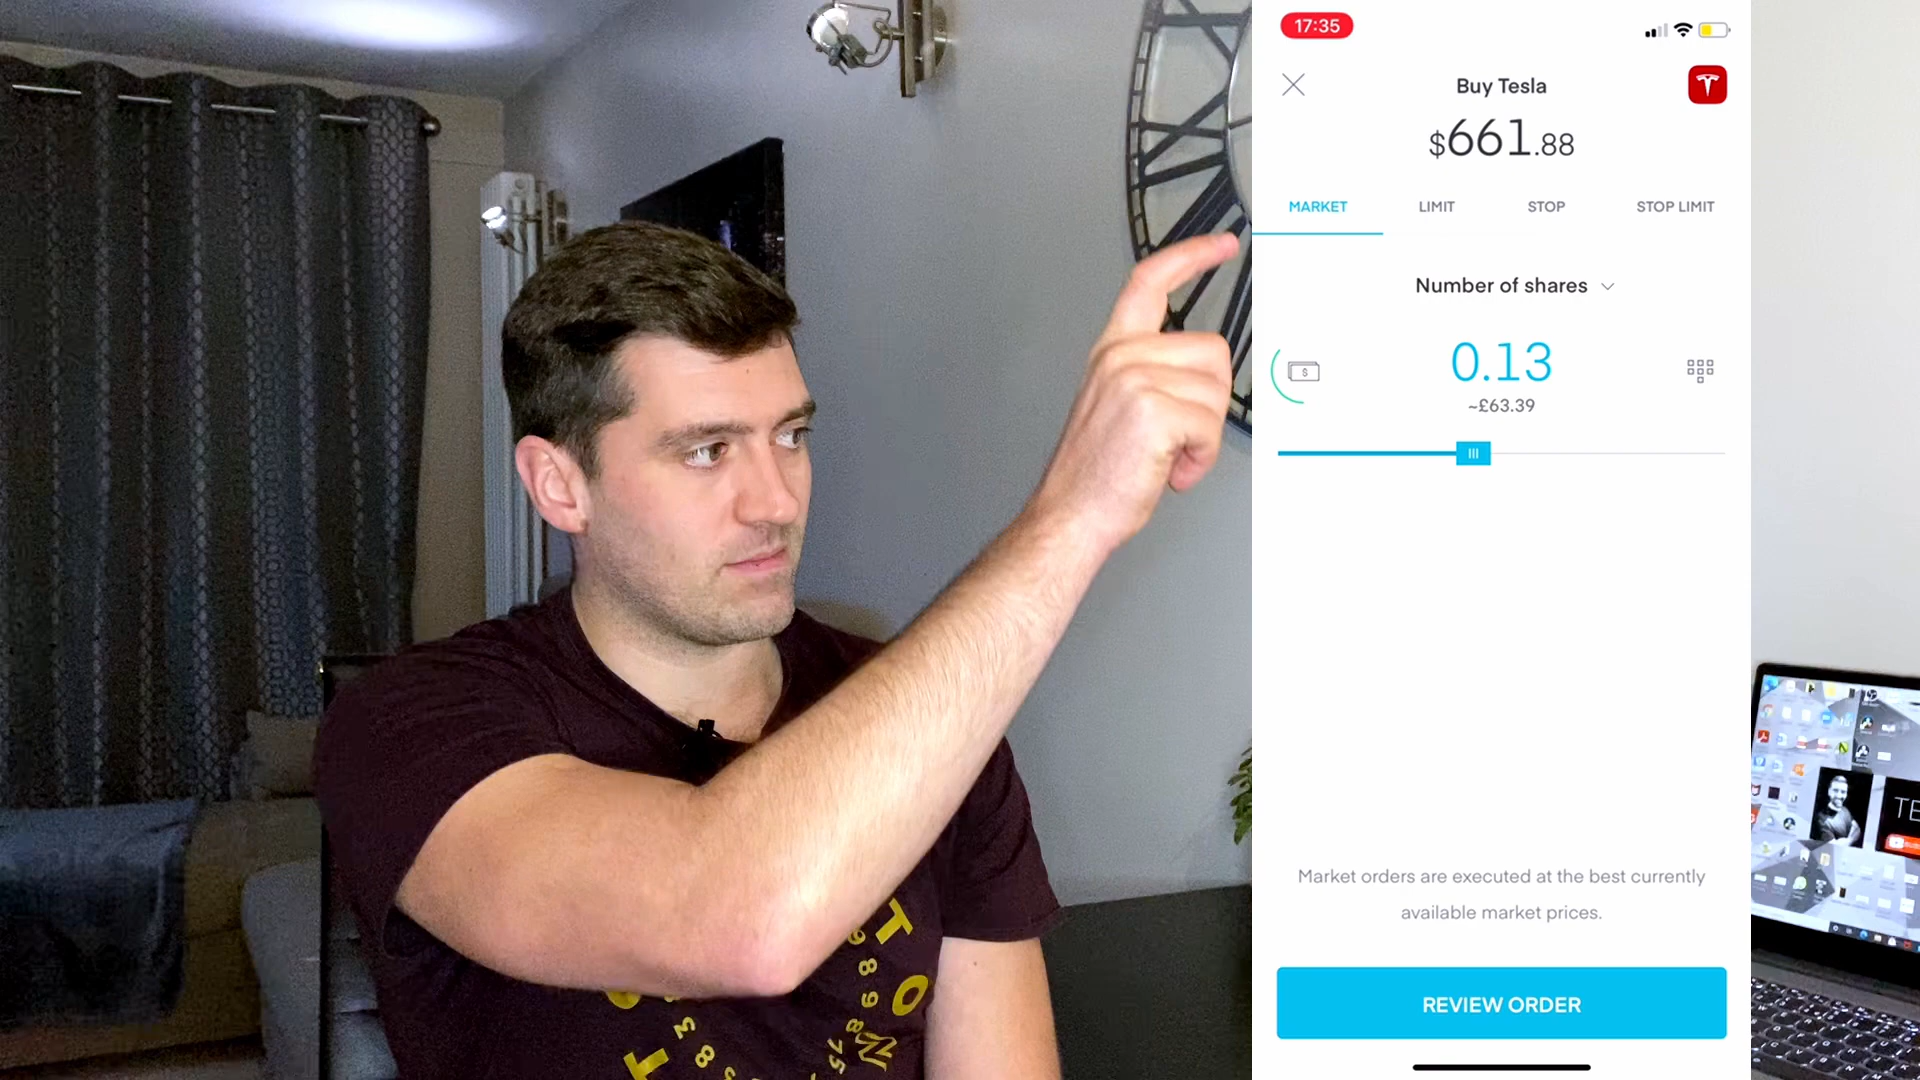 17:35
Buy Tesla
$661.88
MARKET
LIMIT
STOP
STOP LIMIT
Number of shares
0.13
~£63.39
Market orders are executed at the best currently
available market prices.
REVIEW ORDER